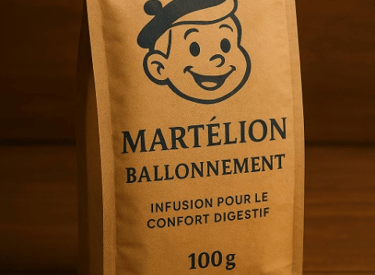 MARTÉLION
BALLONNEMENT
INFUSION POUR LE
CONFORT DIGESTIF
100 g